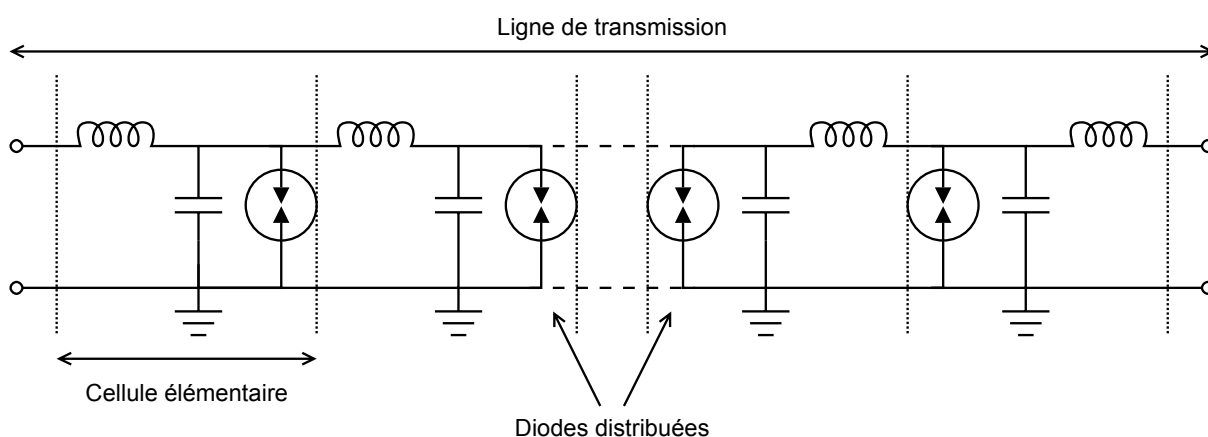 Ligne de transmission
Cellule élémentaire
Diodes distribuées